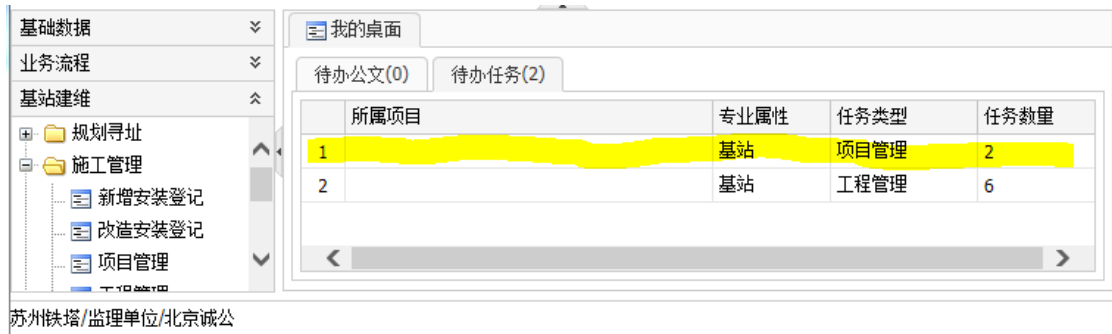 基础数据
业务流程
基站建维
规划寻址
施工管理
新增安装登记
改造安装登记
项目管理
工程管理
我的桌面
待办公文(0) 待办任务(2)
所属项目 专业属性 任务类型 任务数量
1 基站 项目管理 2
2 基站 工程管理 6
苏州铁塔/监理单位/北京诚公